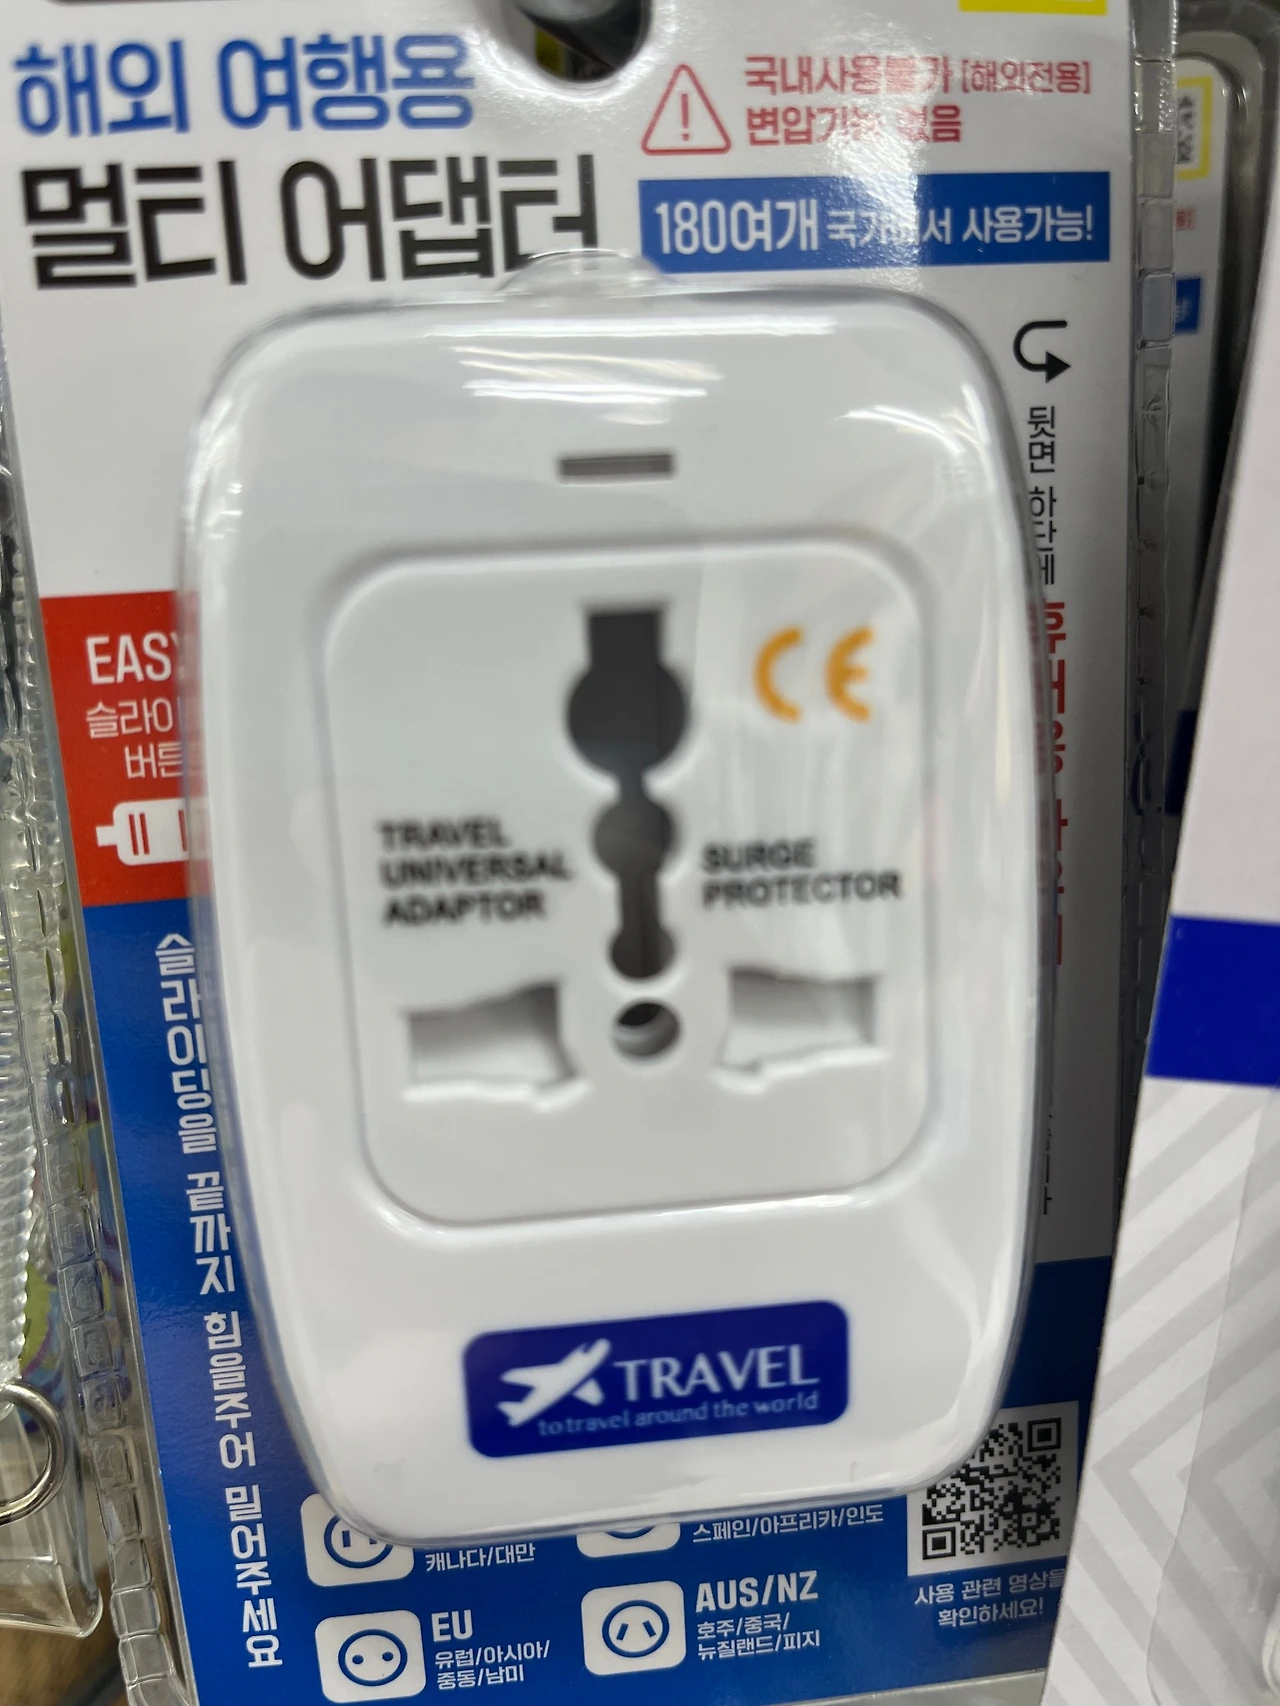 해외 여행용
멀티 어댑터
국내사용불가 [해외전용]
변압기능 없음
180여개 국가에서 사용가능!
뒷면 하단에
EASY
슬라이
버튼
TRAVEL
UNIVERSAL
ADAPTOR
SURGE
PROTECTOR
CE
슬라이딩을 끝까지 힘을주어 밀어주세요
TRAVEL
to travel around the world
캐나다/대만
스페인/아프리카/인도
EU
유럽/아시아/
중동/남미
AUS/NZ
호주/중국/
뉴질랜드/피지
사용 관련 영상을
확인하세요!